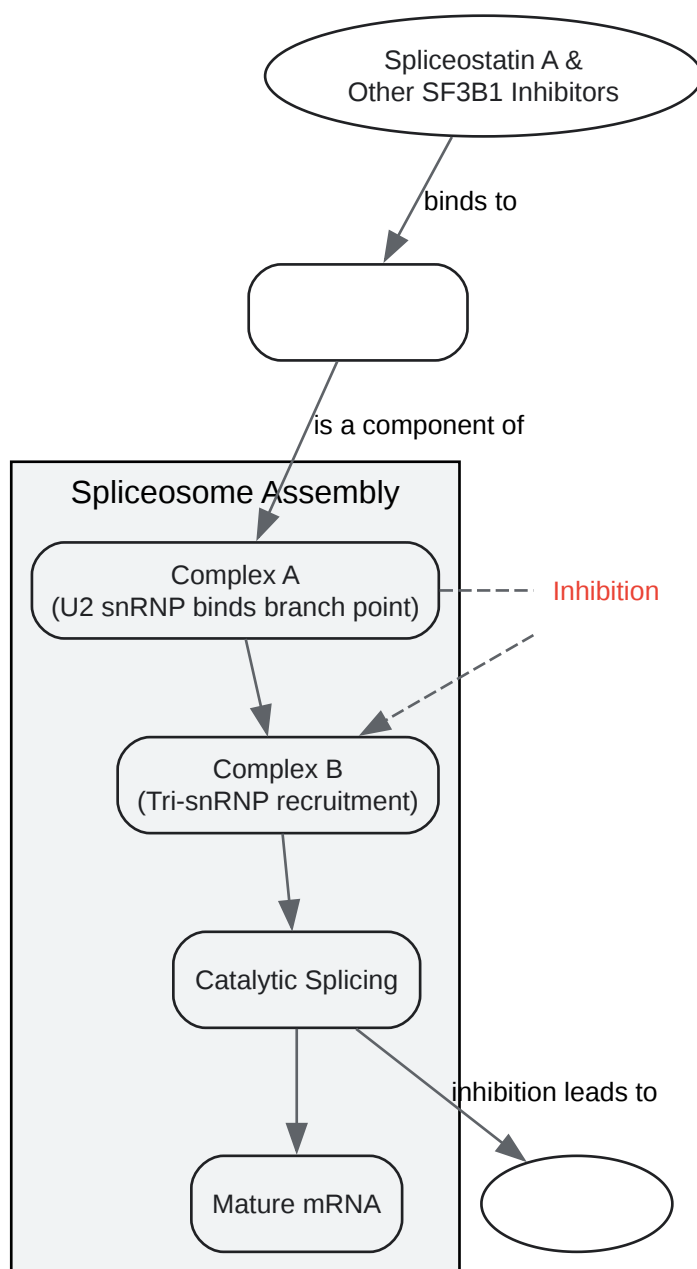 Spliceostatin A &
Other SF3B1 Inhibitors
binds to
is a component of
Spliceosome Assembly
Complex A
(U2 snRNP binds branch point)
Inhibition
Complex B
(Tri-snRNP recruitment)
Catalytic Splicing
inhibition leads to
Mature mRNA